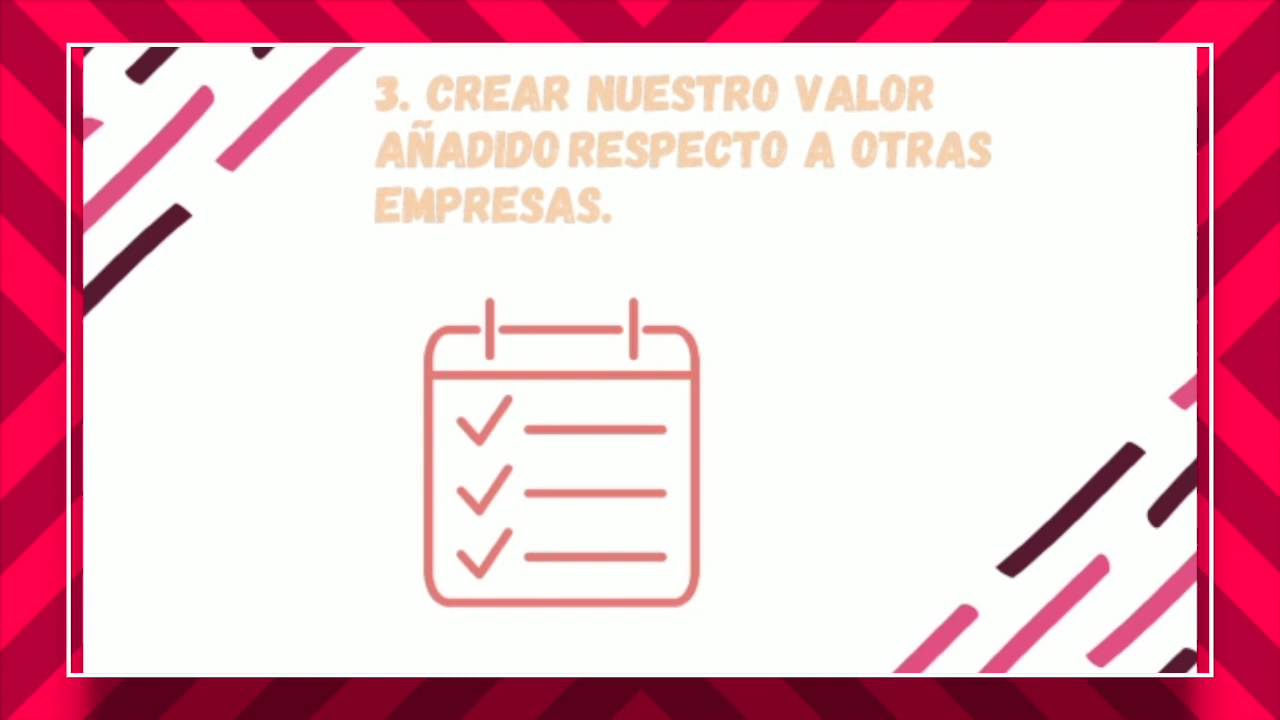 3. CREAR NUESTRO VALOR
AÑADIDO RESPECTO A OTRAS
EMPRESAS.